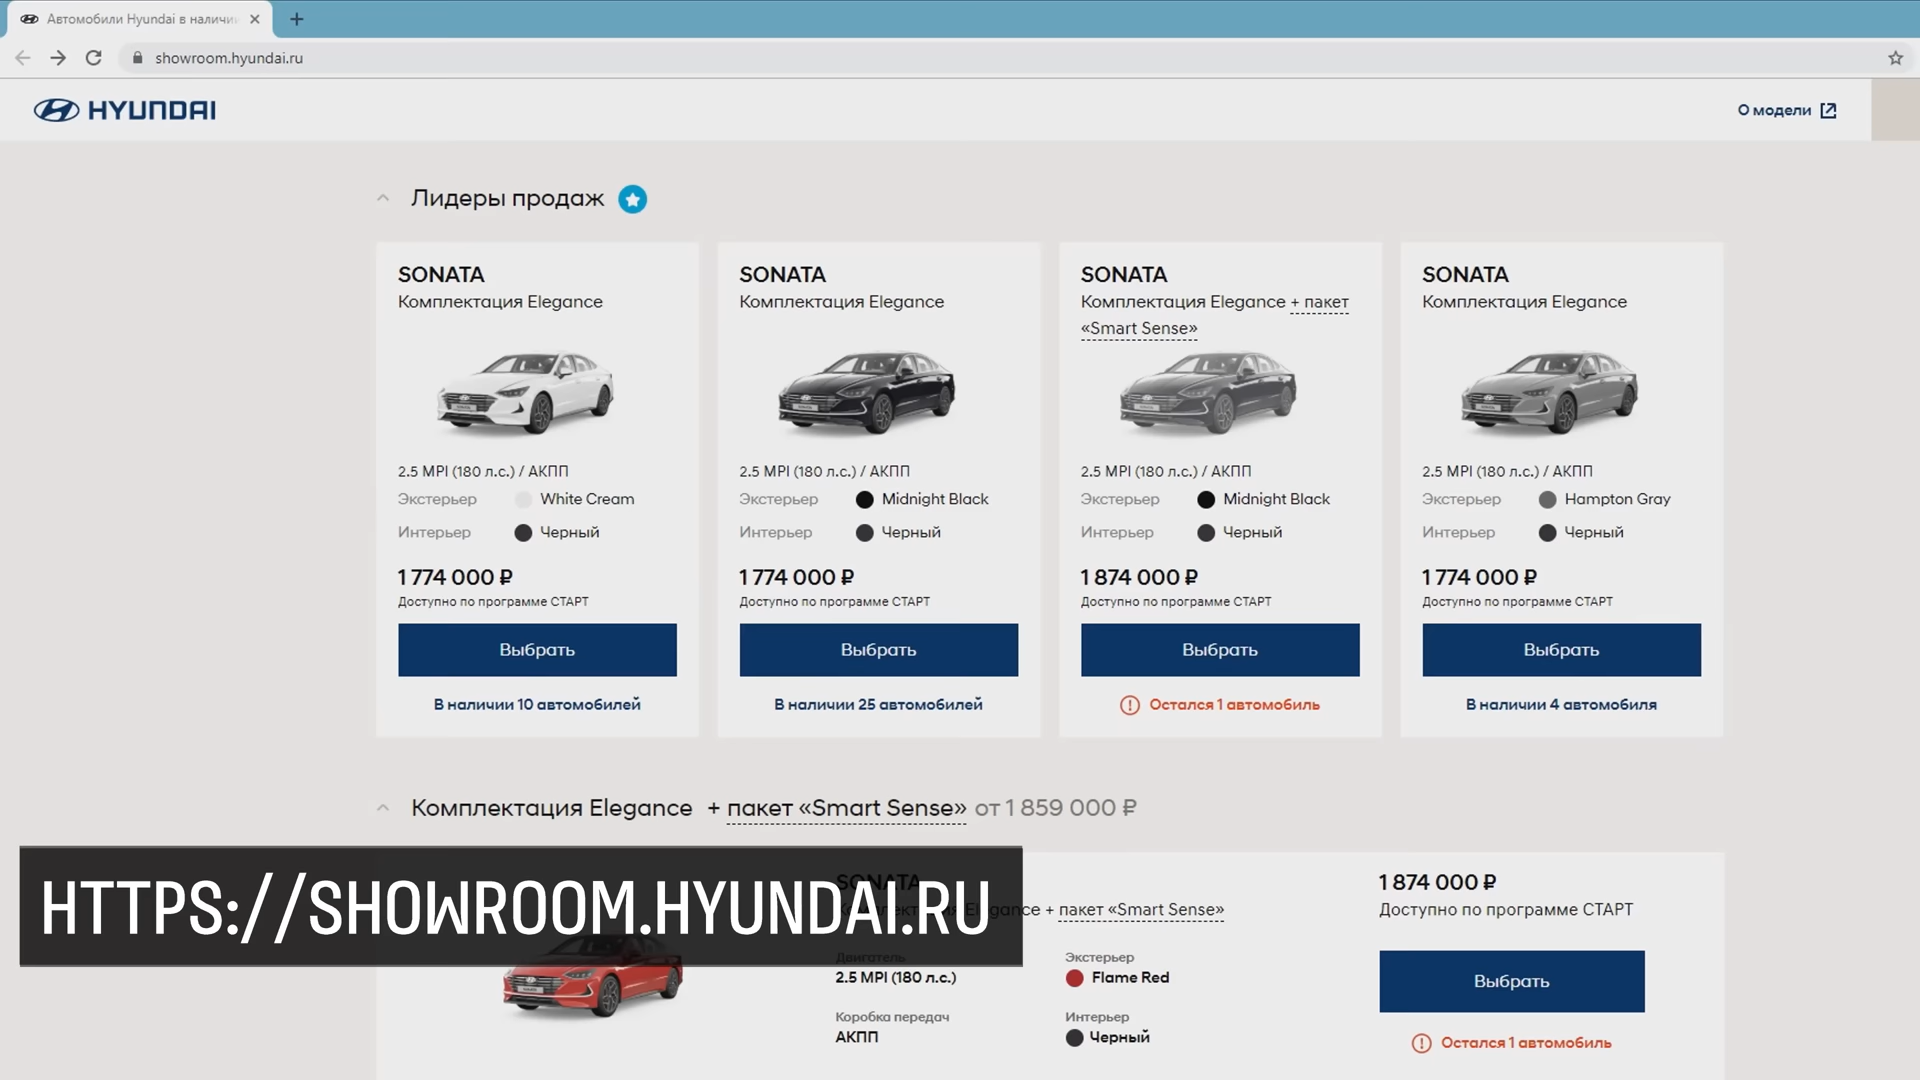 Автомобили Hyundai в наличи
showroom.hyundai.ru
HYUNDAI
О модели
Лидеры продаж
SONATA
Комплектация Elegance
2.5 MPI (180 л.с.) / АКПП
Экстерьер White Cream
Интерьер Черный
1 774 000 ₽
Доступно по программе СТАРТ
Выбрать
В наличии 10 автомобилей
SONATA
Комплектация Elegance
2.5 MPI (180 л.с.) / АКПП
Экстерьер Midnight Black
Интерьер Черный
1 774 000 ₽
Доступно по программе СТАРТ
Выбрать
В наличии 25 автомобилей
SONATA
Комплектация Elegance + пакет
«Smart Sense»
2.5 MPI (180 л.с.) / АКПП
Экстерьер Midnight Black
Интерьер Черный
1 874 000 ₽
Доступно по программе СТАРТ
Выбрать
Остался 1 автомобиль
SONATA
Комплектация Elegance
2.5 MPI (180 л.с.) / АКПП
Экстерьер Hampton Gray
Интерьер Черный
1 774 000 ₽
Доступно по программе СТАРТ
Выбрать
В наличии 4 автомобиля
Комплектация Elegance + пакет «Smart Sense» от 1 859 000 ₽
HTTPS://SHOWROOM.HYUNDAI.RU
SONATA
Комплектация Elegance + пакет «Smart Sense»
Двигатель
2.5 MPI (180 л.с.)
Экстерьер
Flame Red
Коробка передач
АКПП
Интерьер
Черный
1 874 000 ₽
Доступно по программе СТАРТ
Выбрать
Остался 1 автомобиль